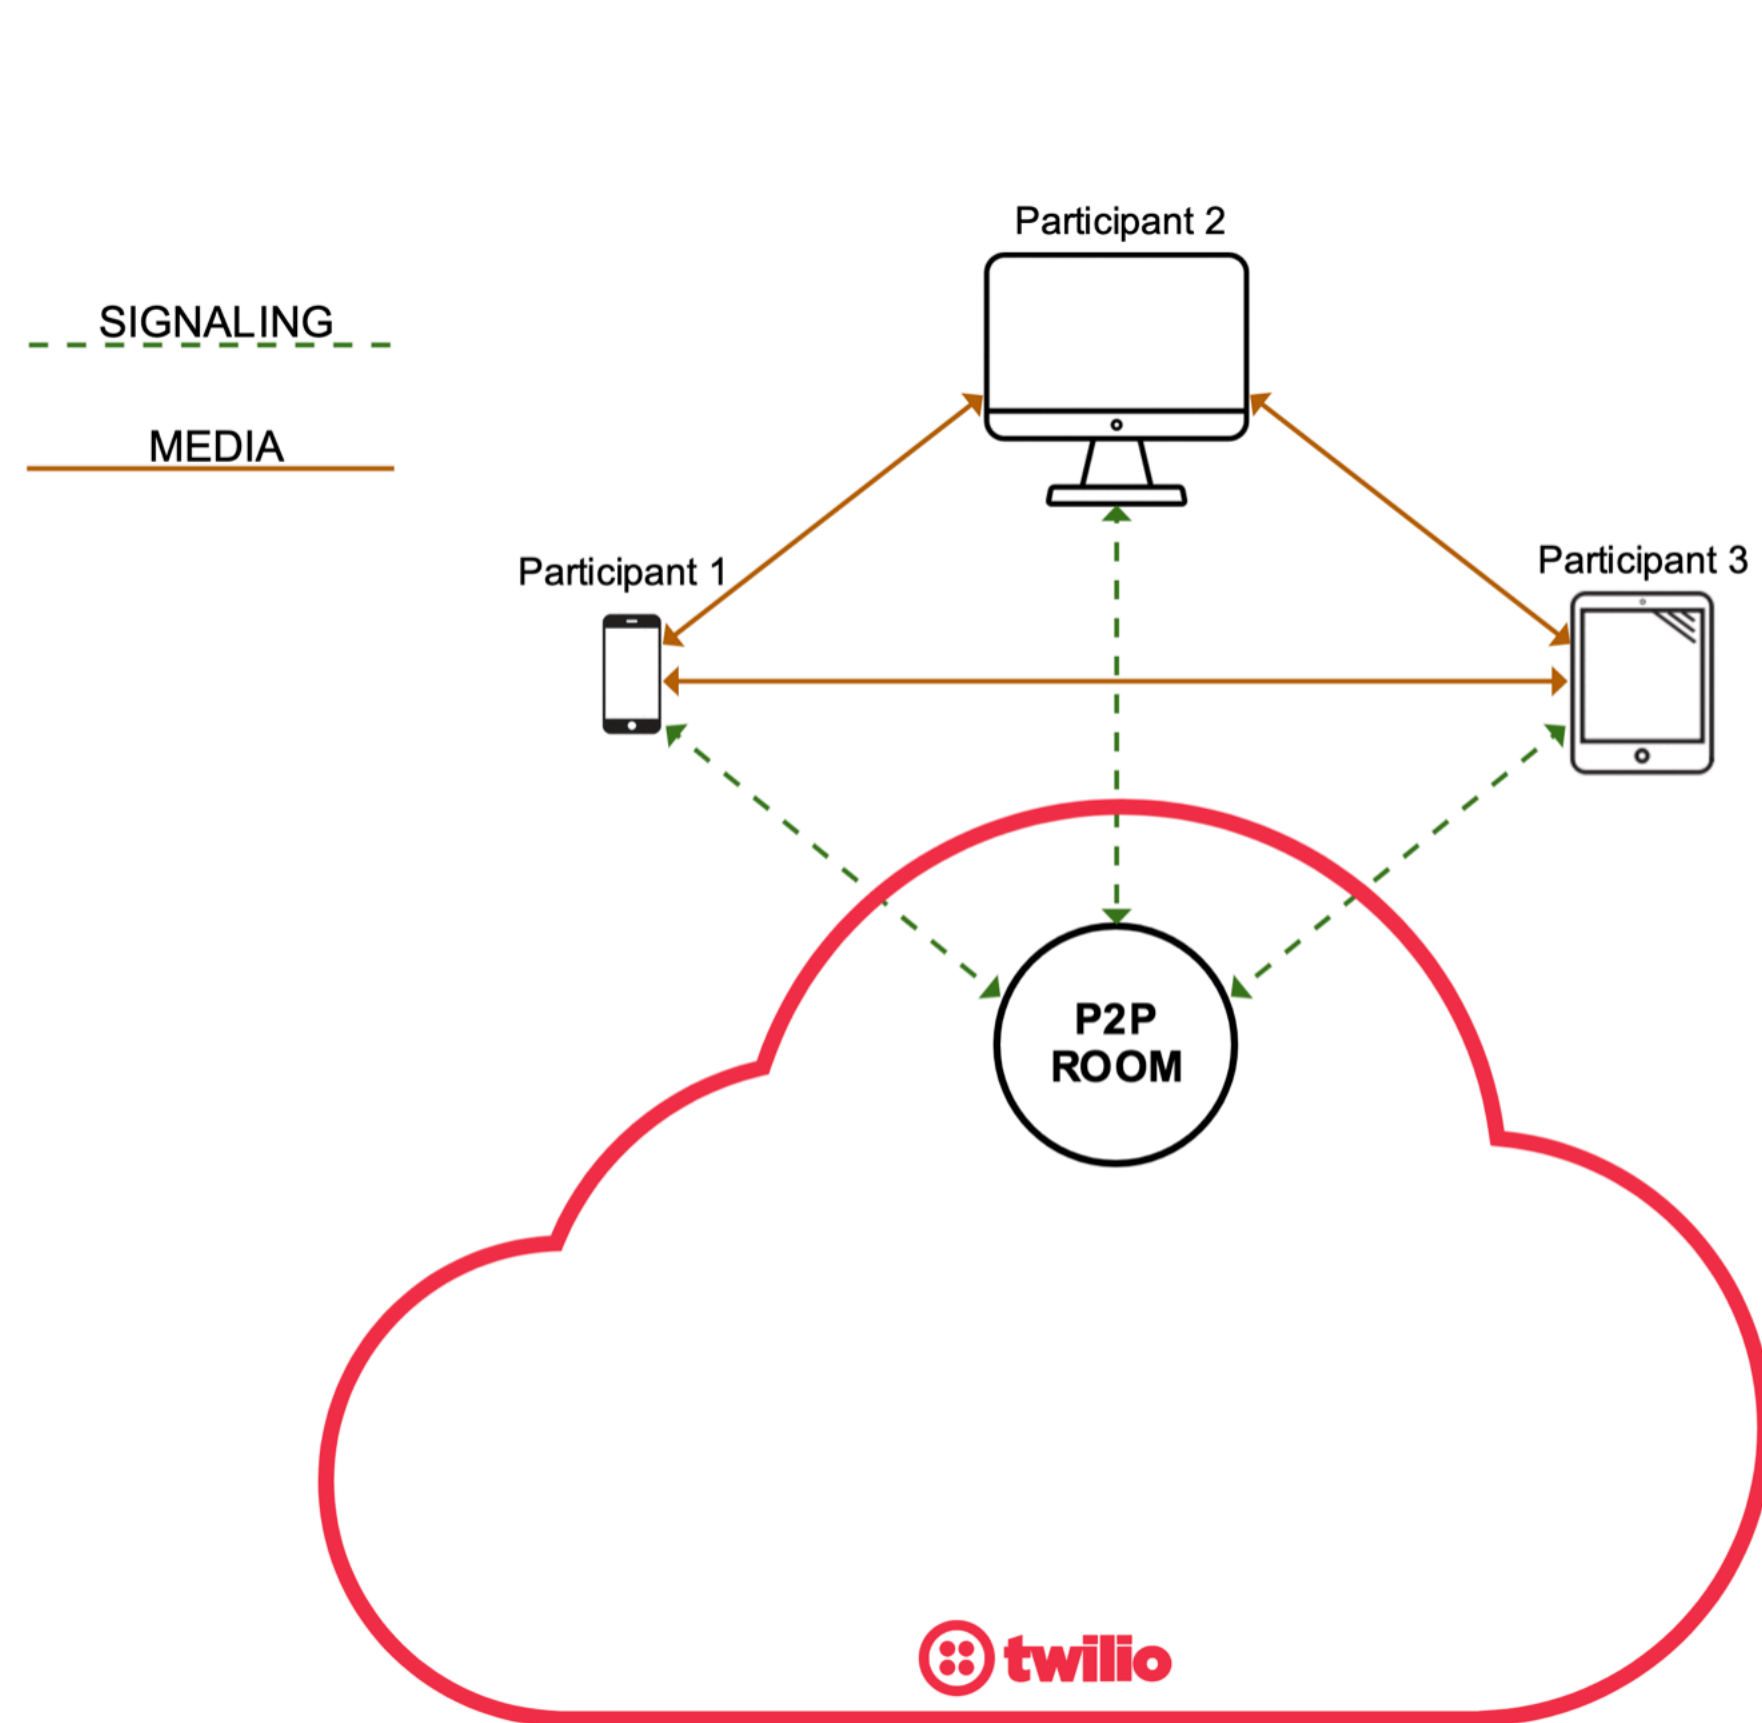 Participant 2
SIGNALING
MEDIA
Participant 1
Participant 3
P2P
ROOM
twilio